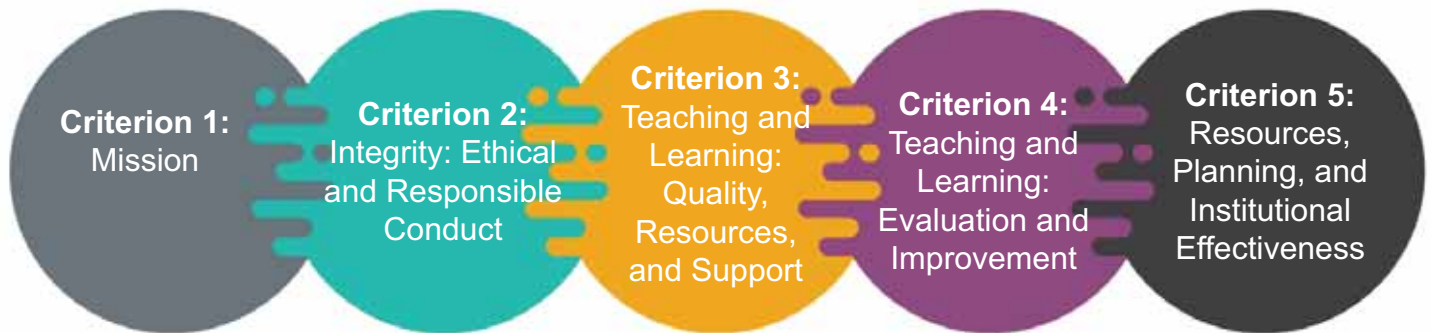 Criterion 1:
Mission
Criterion 2:
Integrity: Ethical
and Responsible
Conduct
Criterion 3:
Teaching and
Learning:
Quality,
Resources,
and Support
Criterion 4:
Teaching and
Learning:
Evaluation and
Improvement
Criterion 5:
Resources,
Planning, and
Institutional
Effectiveness